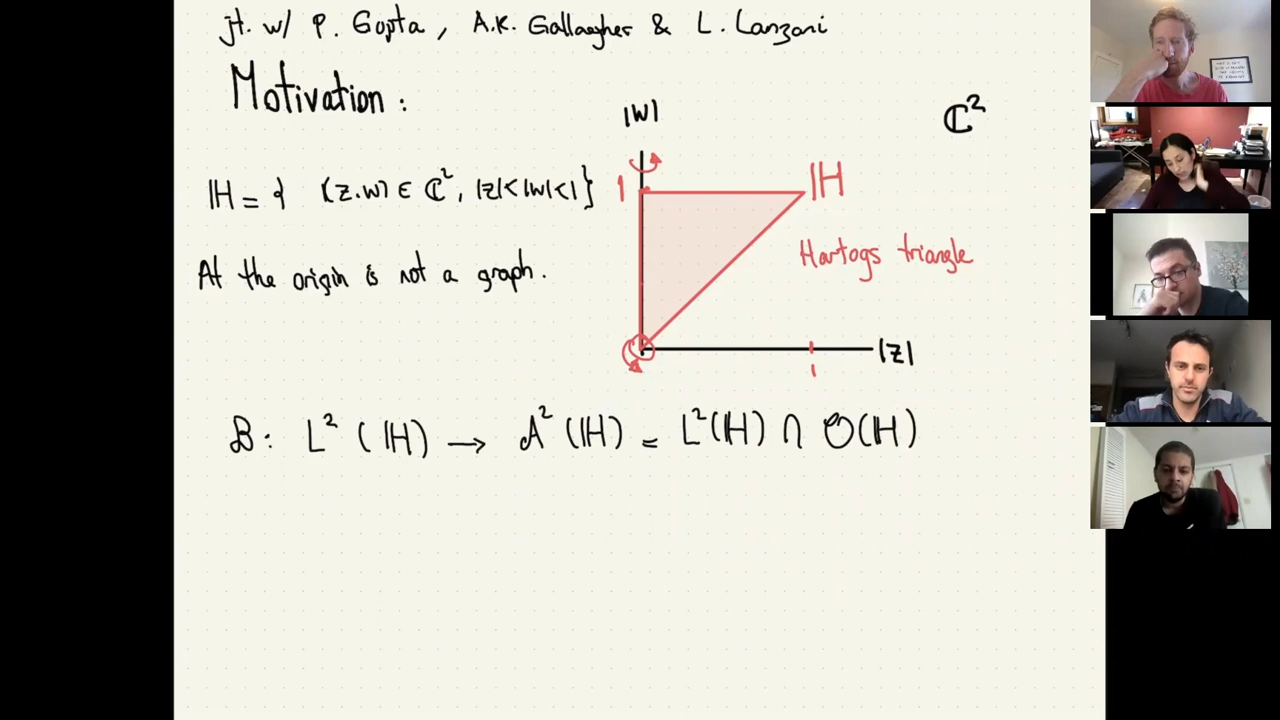 jt. w/ P. Gupta, A.K. Gallagher & L. Lanzani
Motivation:
|W|
ℂ²
ℍ = { (z.w) ∈ ℂ², |z|<|w|<1}
1
ℍ
Hartogs triangle
At the origin is not a graph.
|z|
1
B: L²(ℍ) → A²(ℍ) = L²(ℍ) ∩ O(ℍ)